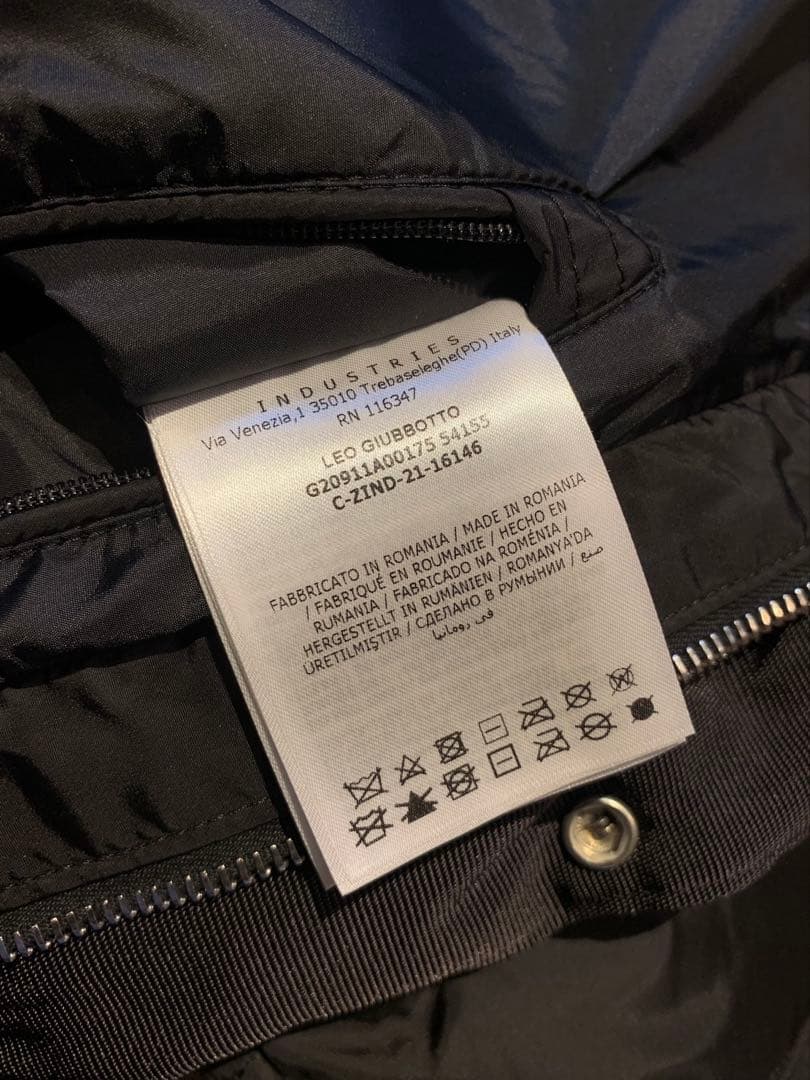 INDUSTRIES
Via Venezia,1 35010 Trebaseleghe(PD) Italy
RN 116347
LEO GIUBBOTTO
G20911A00175 54155
C-ZIND-21-16146
FABBRICATO IN ROMANIA / MADE IN ROMANIA
/ FABRIQUÉ EN ROUMANIE / HECHO EN
RUMANIA / FABRICADO NA ROMÉNIA /
HERGESTELLT IN RUMÄNIEN / ROMANYA'DA
ÜRETILMIŞTIR / СДЕЛАНО В РУМЫНИИ / صنع
في رومانيا